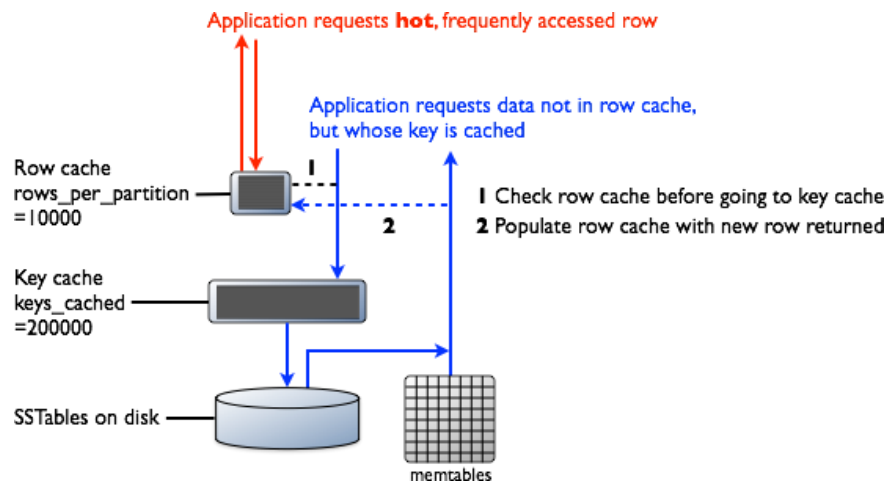 Application requests hot, frequently accessed row
Application requests data not in row cache,
but whose key is cached
Row cache
rows_per_partition
=10000
1
1 Check row cache before going to key cache
2
2 Populate row cache with new row returned
Key cache
keys_cached
=200000
SSTables on disk
memtables